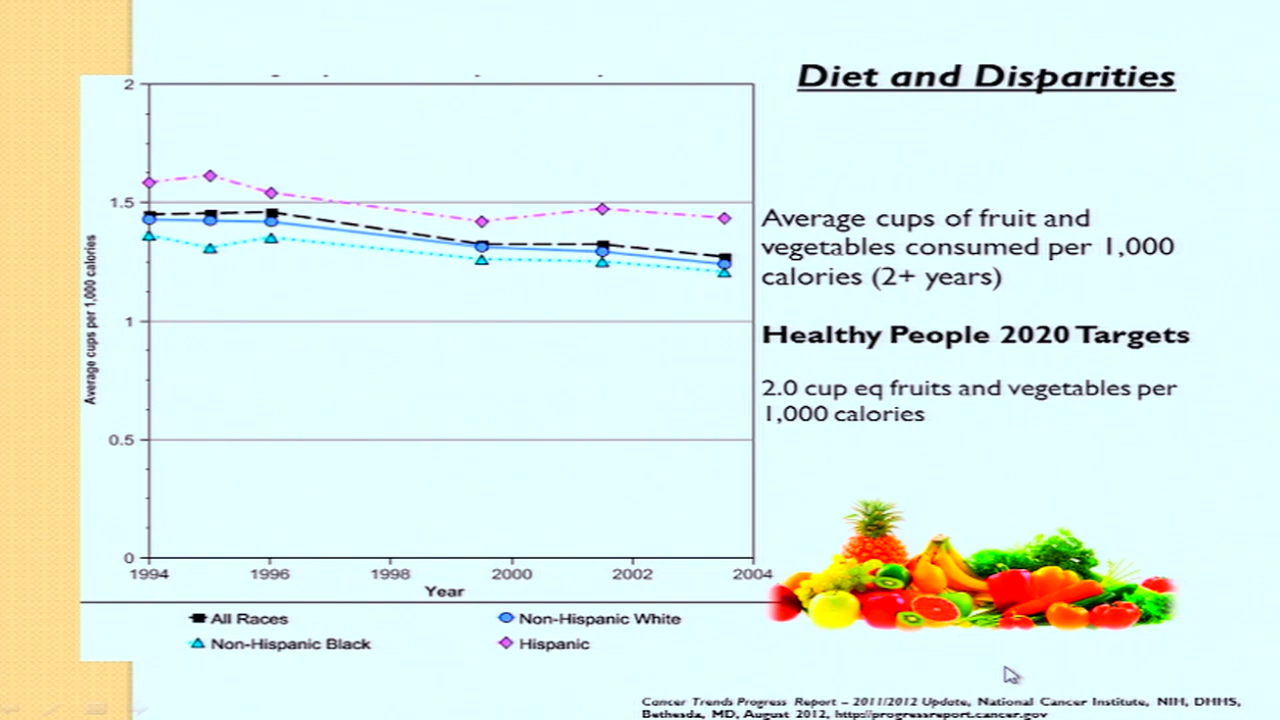 Diet and Disparities
2
1.5
1
0.5
0
Average cups per 1,000 calories
1994 1996 1998 2000 2002 2004
Year
All Races
Non-Hispanic White
Non-Hispanic Black
Hispanic
Average cups of fruit and
vegetables consumed per 1,000
calories (2+ years)
Healthy People 2020 Targets
2.0 cup eq fruits and vegetables per
1,000 calories
Cancer Trends Progress Report – 2011/2012 Update, National Cancer Institute, NIH, DHHS,
Bethesda, MD, August 2012, http://progressreport.cancer.gov